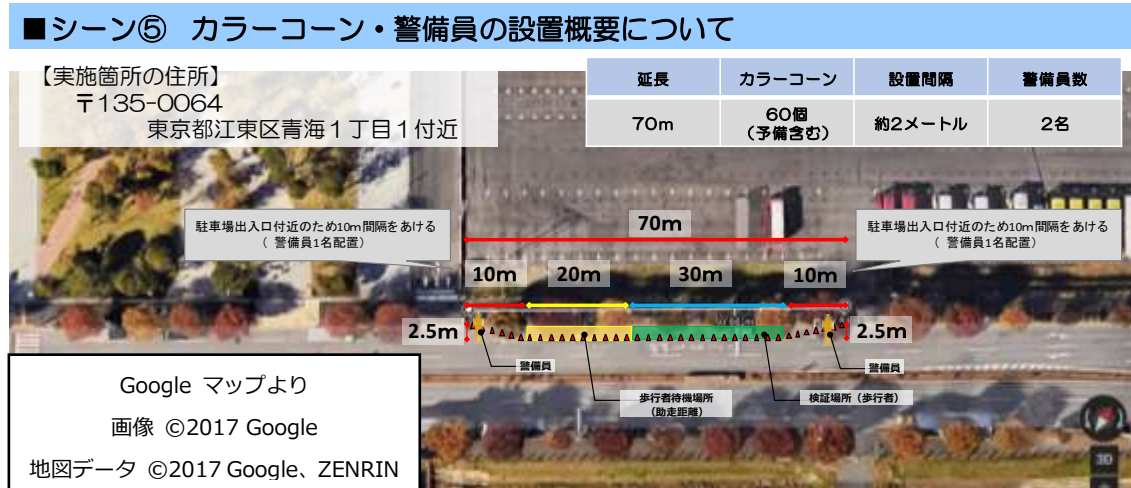 ■シーン⑤ カラーコーン・警備員の設置概要について
【実施箇所の住所】
〒135-0064
東京都江東区青海1丁目1付近
延長 カラーコーン 設置間隔 警備員数
70m 60個 約2メートル 2名
(予備含む)
駐車場出入口付近のため10m間隔をあける
( 警備員1名配置)
70m
駐車場出入口付近のため10m間隔をあける
( 警備員1名配置)
10m 20m 30m 10m
2.5m 2.5m
警備員 警備員
歩行者待機場所
(助走距離)
検証場所(歩行者)
Google マップより
画像 ©2017 Google
地図データ ©2017 Google、ZENRIN
3D